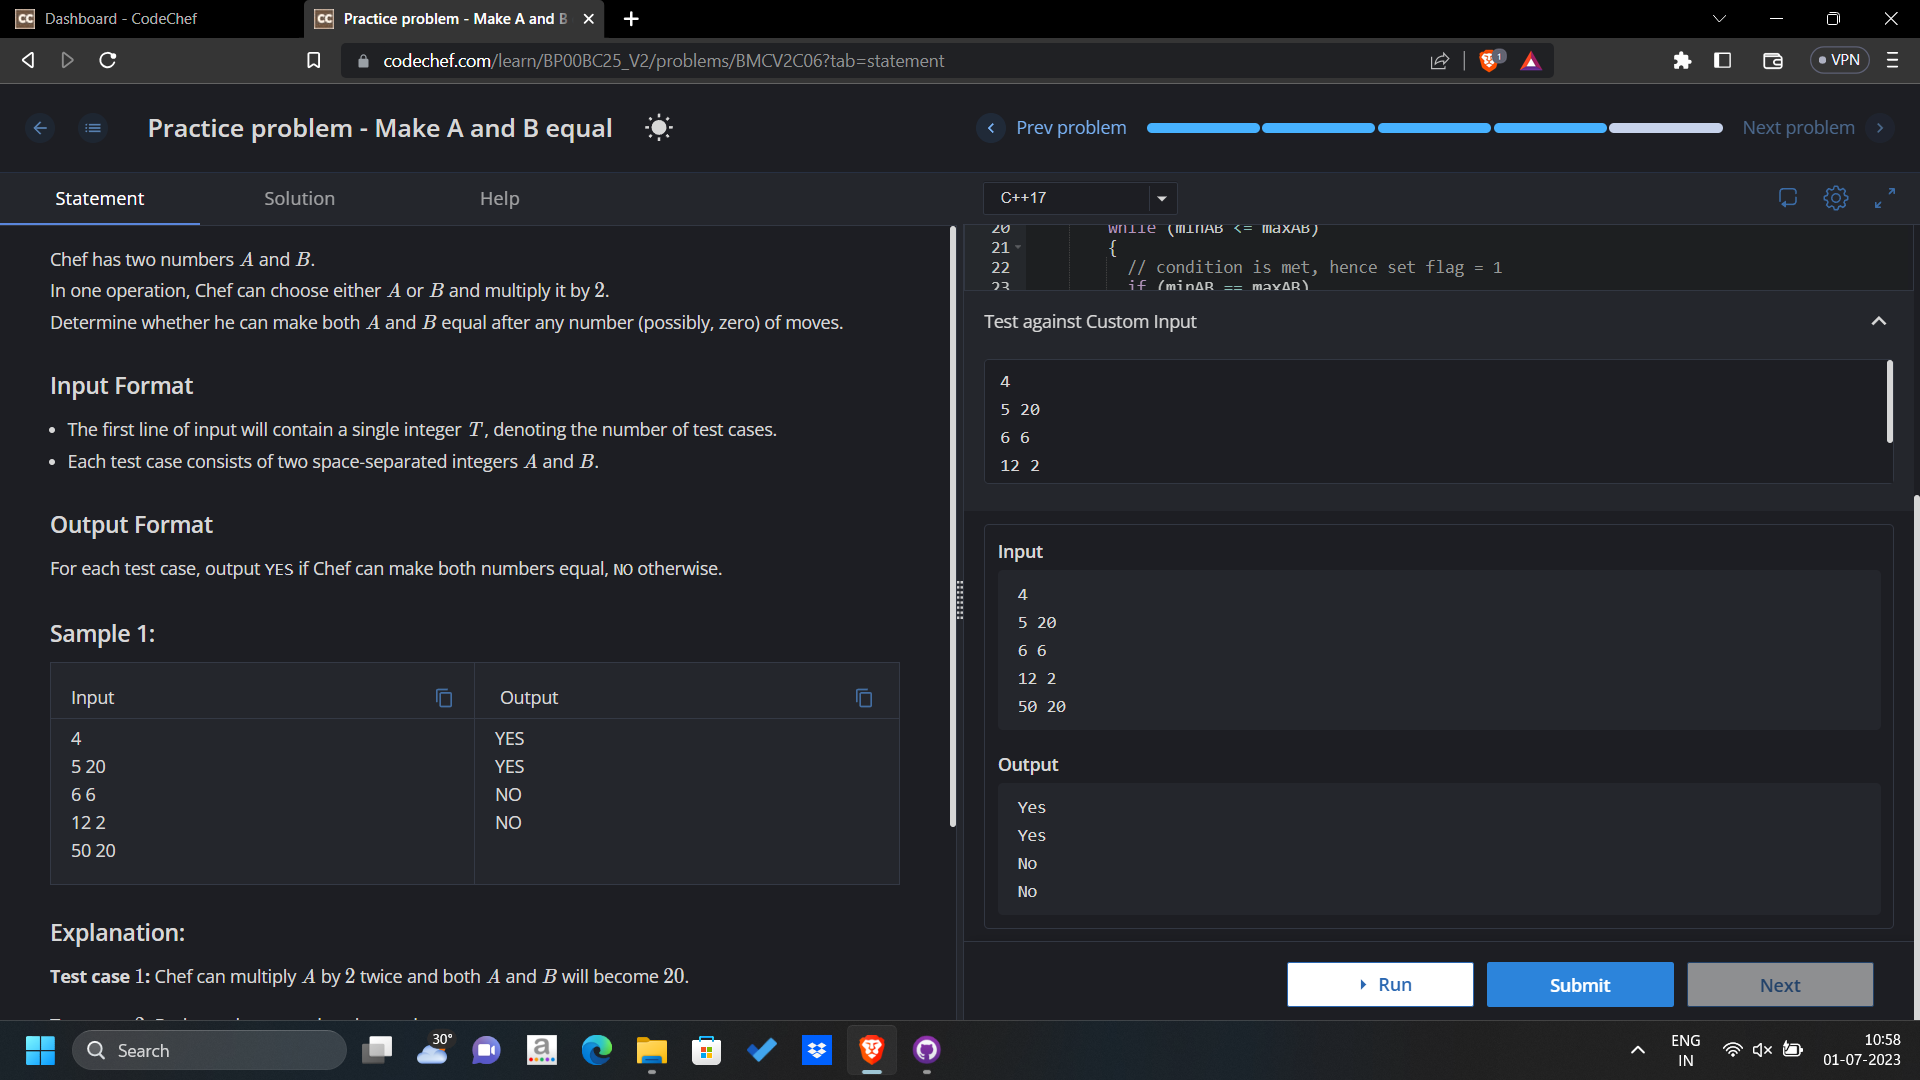 Dashboard - CodeChef
Practice problem - Make A and B
codechef.com/learn/BP00BC25_V2/problems/BMCV2C06?tab=statement
1
VPN
Practice problem - Make A and B equal
Prev problem
Next problem
Statement
Solution
Help
C++17
Chef has two numbers A and B.
In one operation, Chef can choose either A or B and multiply it by 2.
Determine whether he can make both A and B equal after any number (possibly, zero) of moves.
Input Format
• The first line of input will contain a single integer T, denoting the number of test cases.
• Each test case consists of two space-separated integers A and B.
Output Format
For each test case, output YES if Chef can make both numbers equal, NO otherwise.
Sample 1:
Input
Output
4
5 20
6 6
12 2
50 20
YES
YES
NO
NO
Explanation:
Test case 1: Chef can multiply A by 2 twice and both A and B will become 20.
20 while (minAB <= maxAB)
21 {
22 // condition is met, hence set flag = 1
23 if (minAB == maxAB)
Test against Custom Input
4
5 20
6 6
12 2
Input
4
5 20
6 6
12 2
50 20
Output
Yes
Yes
No
No
Run
Submit
Next
Search
30°
ENG
IN
10:58
01-07-2023